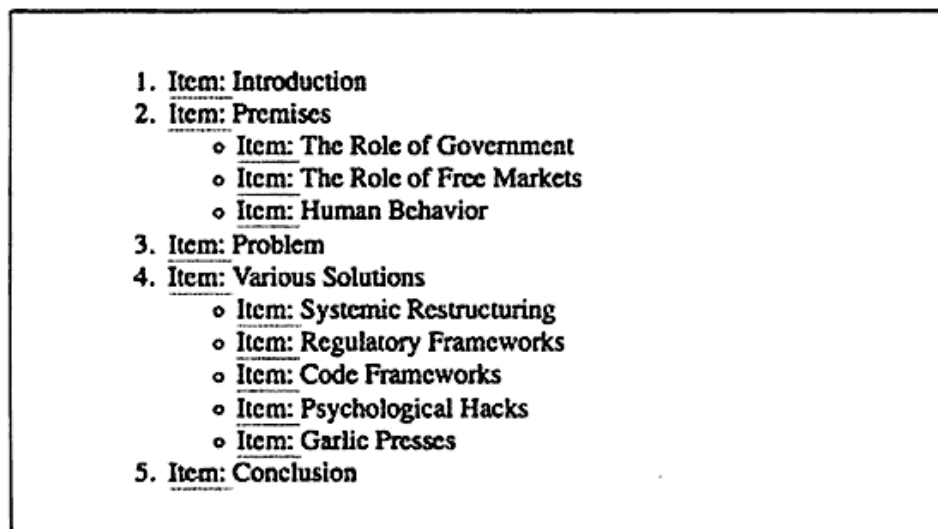 1. Item: Introduction
2. Item: Premises
o Item: The Role of Government
o Item: The Role of Free Markets
o Item: Human Behavior
3. Item: Problem
4. Item: Various Solutions
o Item: Systemic Restructuring
o Item: Regulatory Frameworks
o Item: Code Frameworks
o Item: Psychological Hacks
o Item: Garlic Presses
5. Item: Conclusion